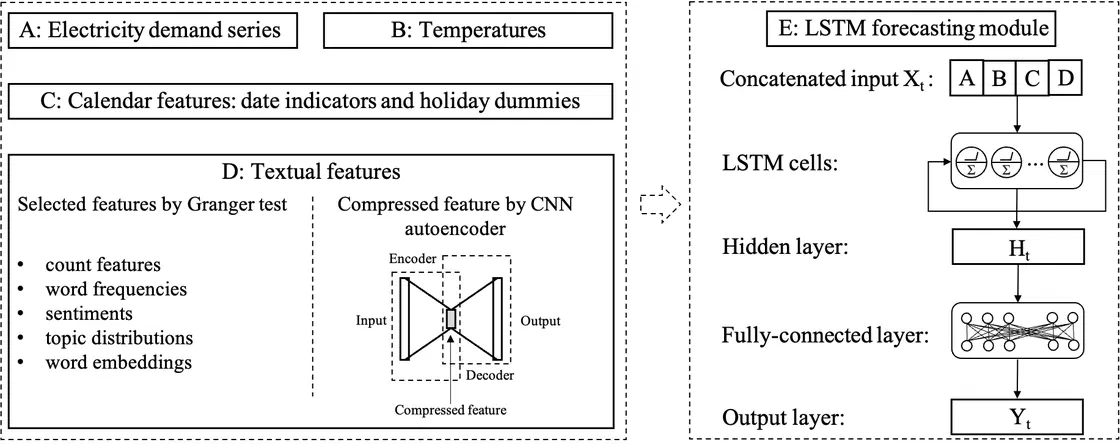 A: Electricity demand series
B: Temperatures
C: Calendar features: date indicators and holiday dummies
D: Textual features
Selected features by Granger test
• count features
• word frequencies
• sentiments
• topic distributions
• word embeddings
Compressed feature by CNN
autoencoder
Encoder
Input
Output
Decoder
Compressed feature
E: LSTM forecasting module
Concatenated input Xt: A B C D
LSTM cells:
Σ Σ ... Σ
Hidden layer: Ht
Fully-connected layer:
...
Output layer: Yt